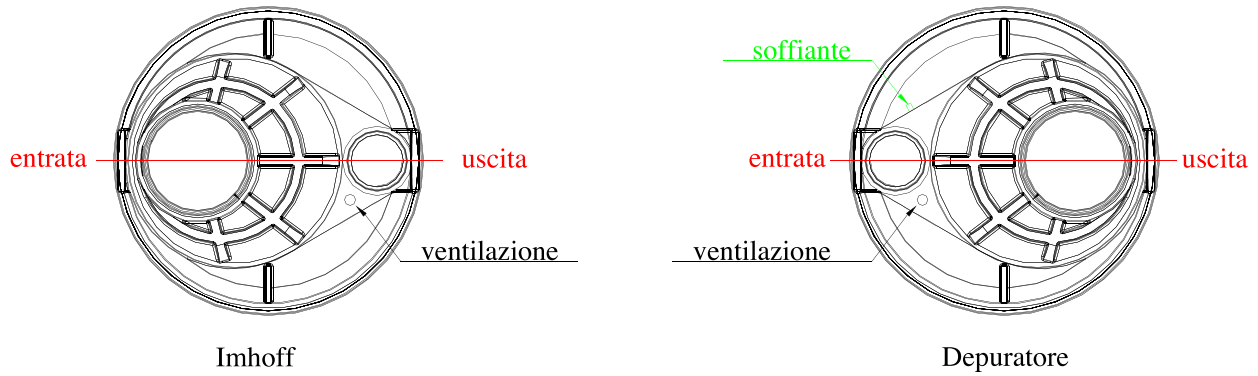 soffiante
entrata
uscita
entrata
uscita
ventilazione
ventilazione
Imhoff
Depuratore